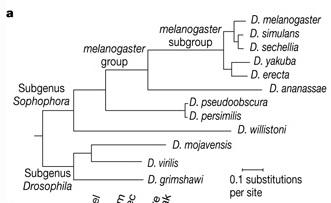 a
D. melanogaster
melanogaster
subgroup
D. simulans
D. sechellia
melanogaster
group
D. yakuba
D. erecta
D. ananassae
Subgenus
Sophophora
D. pseudoobscura
D. persimilis
D. willistoni
D. mojavensis
D. virilis
Subgenus
Drosophila
D. grimshawi
0.1 substitutions
per site